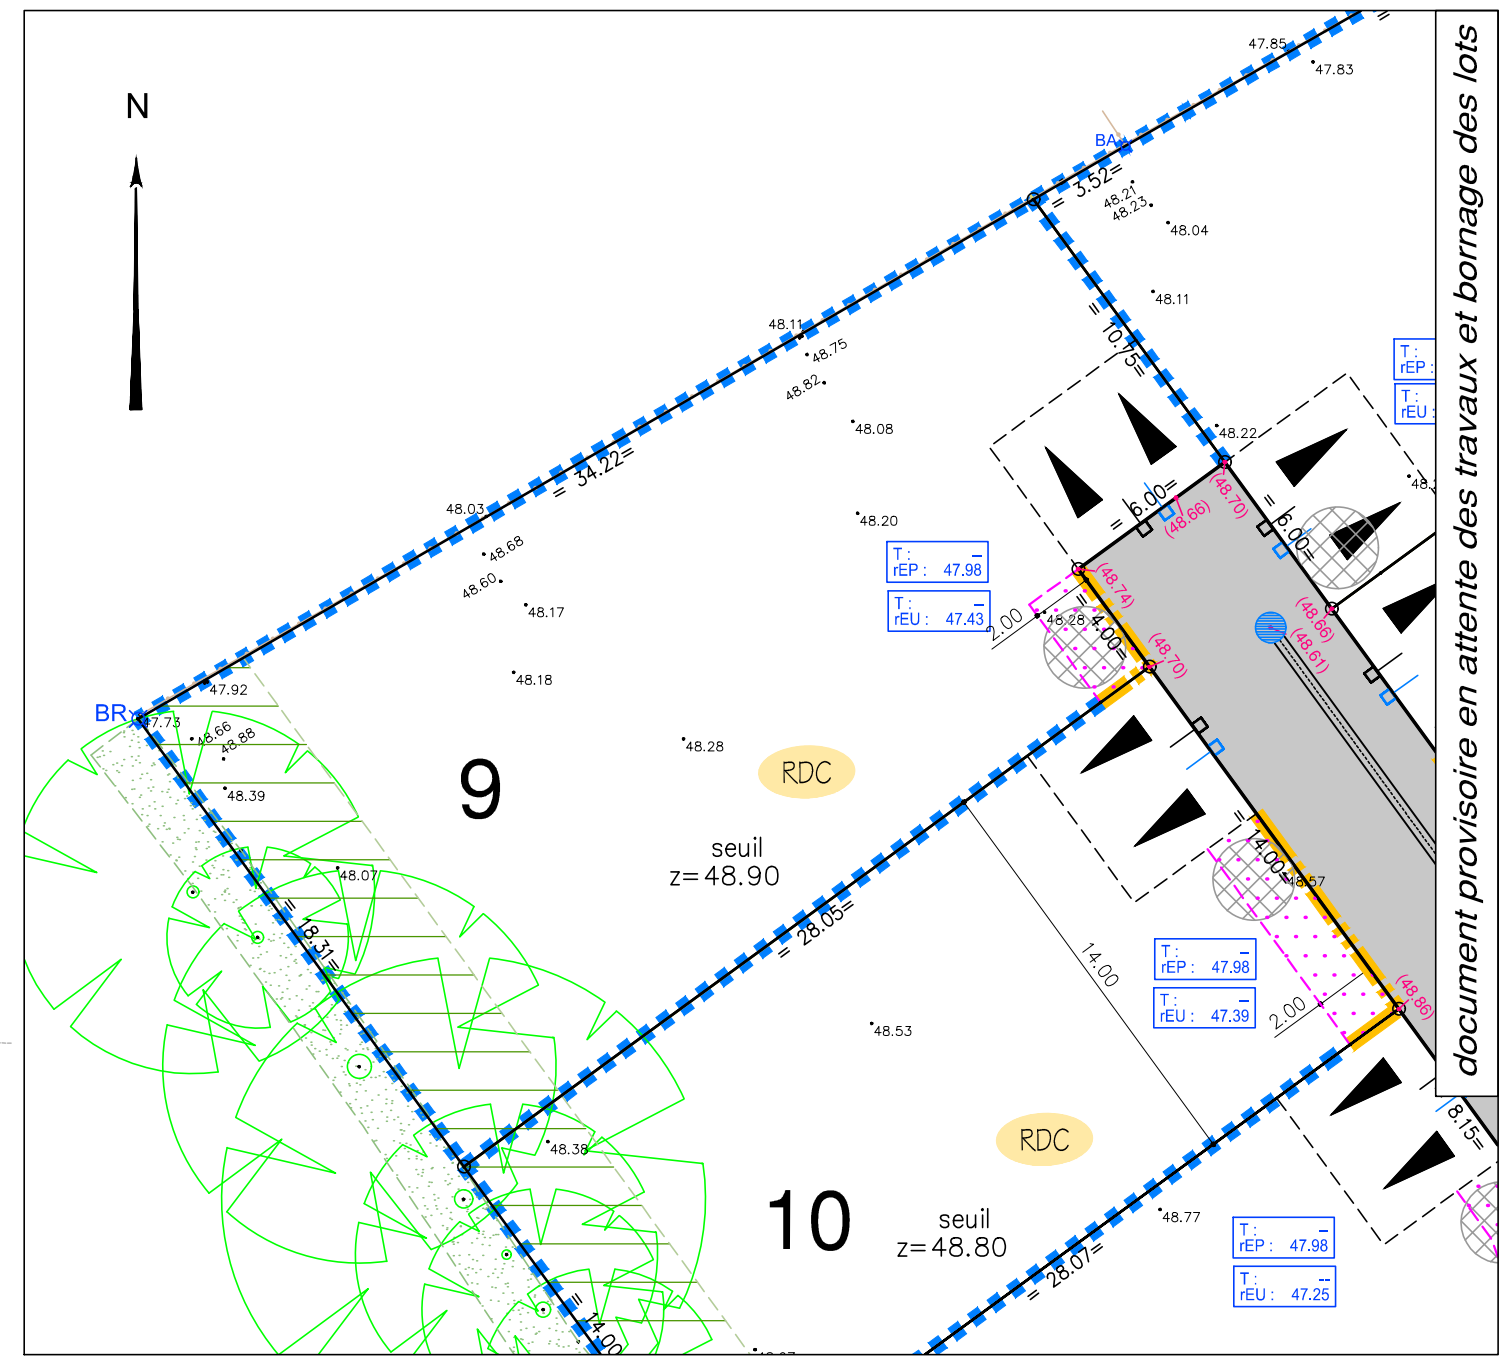 N
47.85
47.83
BA
= 3.52=
48.21
48.23
48.04
48.11
= 10.75=
48.11
48.75
48.82
48.08
48.22
T :
rEP :
T :
rEU :
= 34.22=
48.03
48.20
= 6.00=
(48.66)
(48.70)
= 6.00=
48.68
48.60
48.17
T : –
rEP : 47.98
T : –
rEU : 47.43
2.00
48.28
(48.74)
= 4.00=
(48.70)
(48.66)
(48.61)
48.18
47.92
BR
47.73
48.66
48.88
48.39
48.28
9
RDC
seuil
z=48.90
48.07
= 14.00=
48.57
= 18.31=
= 28.05=
14.00
T : –
rEP : 47.98
T : –
rEU : 47.39
2.00
(48.86)
48.53
48.38
RDC
8.15=
10
seuil
z=48.80
48.77
= 28.07=
T : –
rEP : 47.98
T : --
rEU : 47.25
= 14.00
document provisoire en attente des travaux et bornage des lots